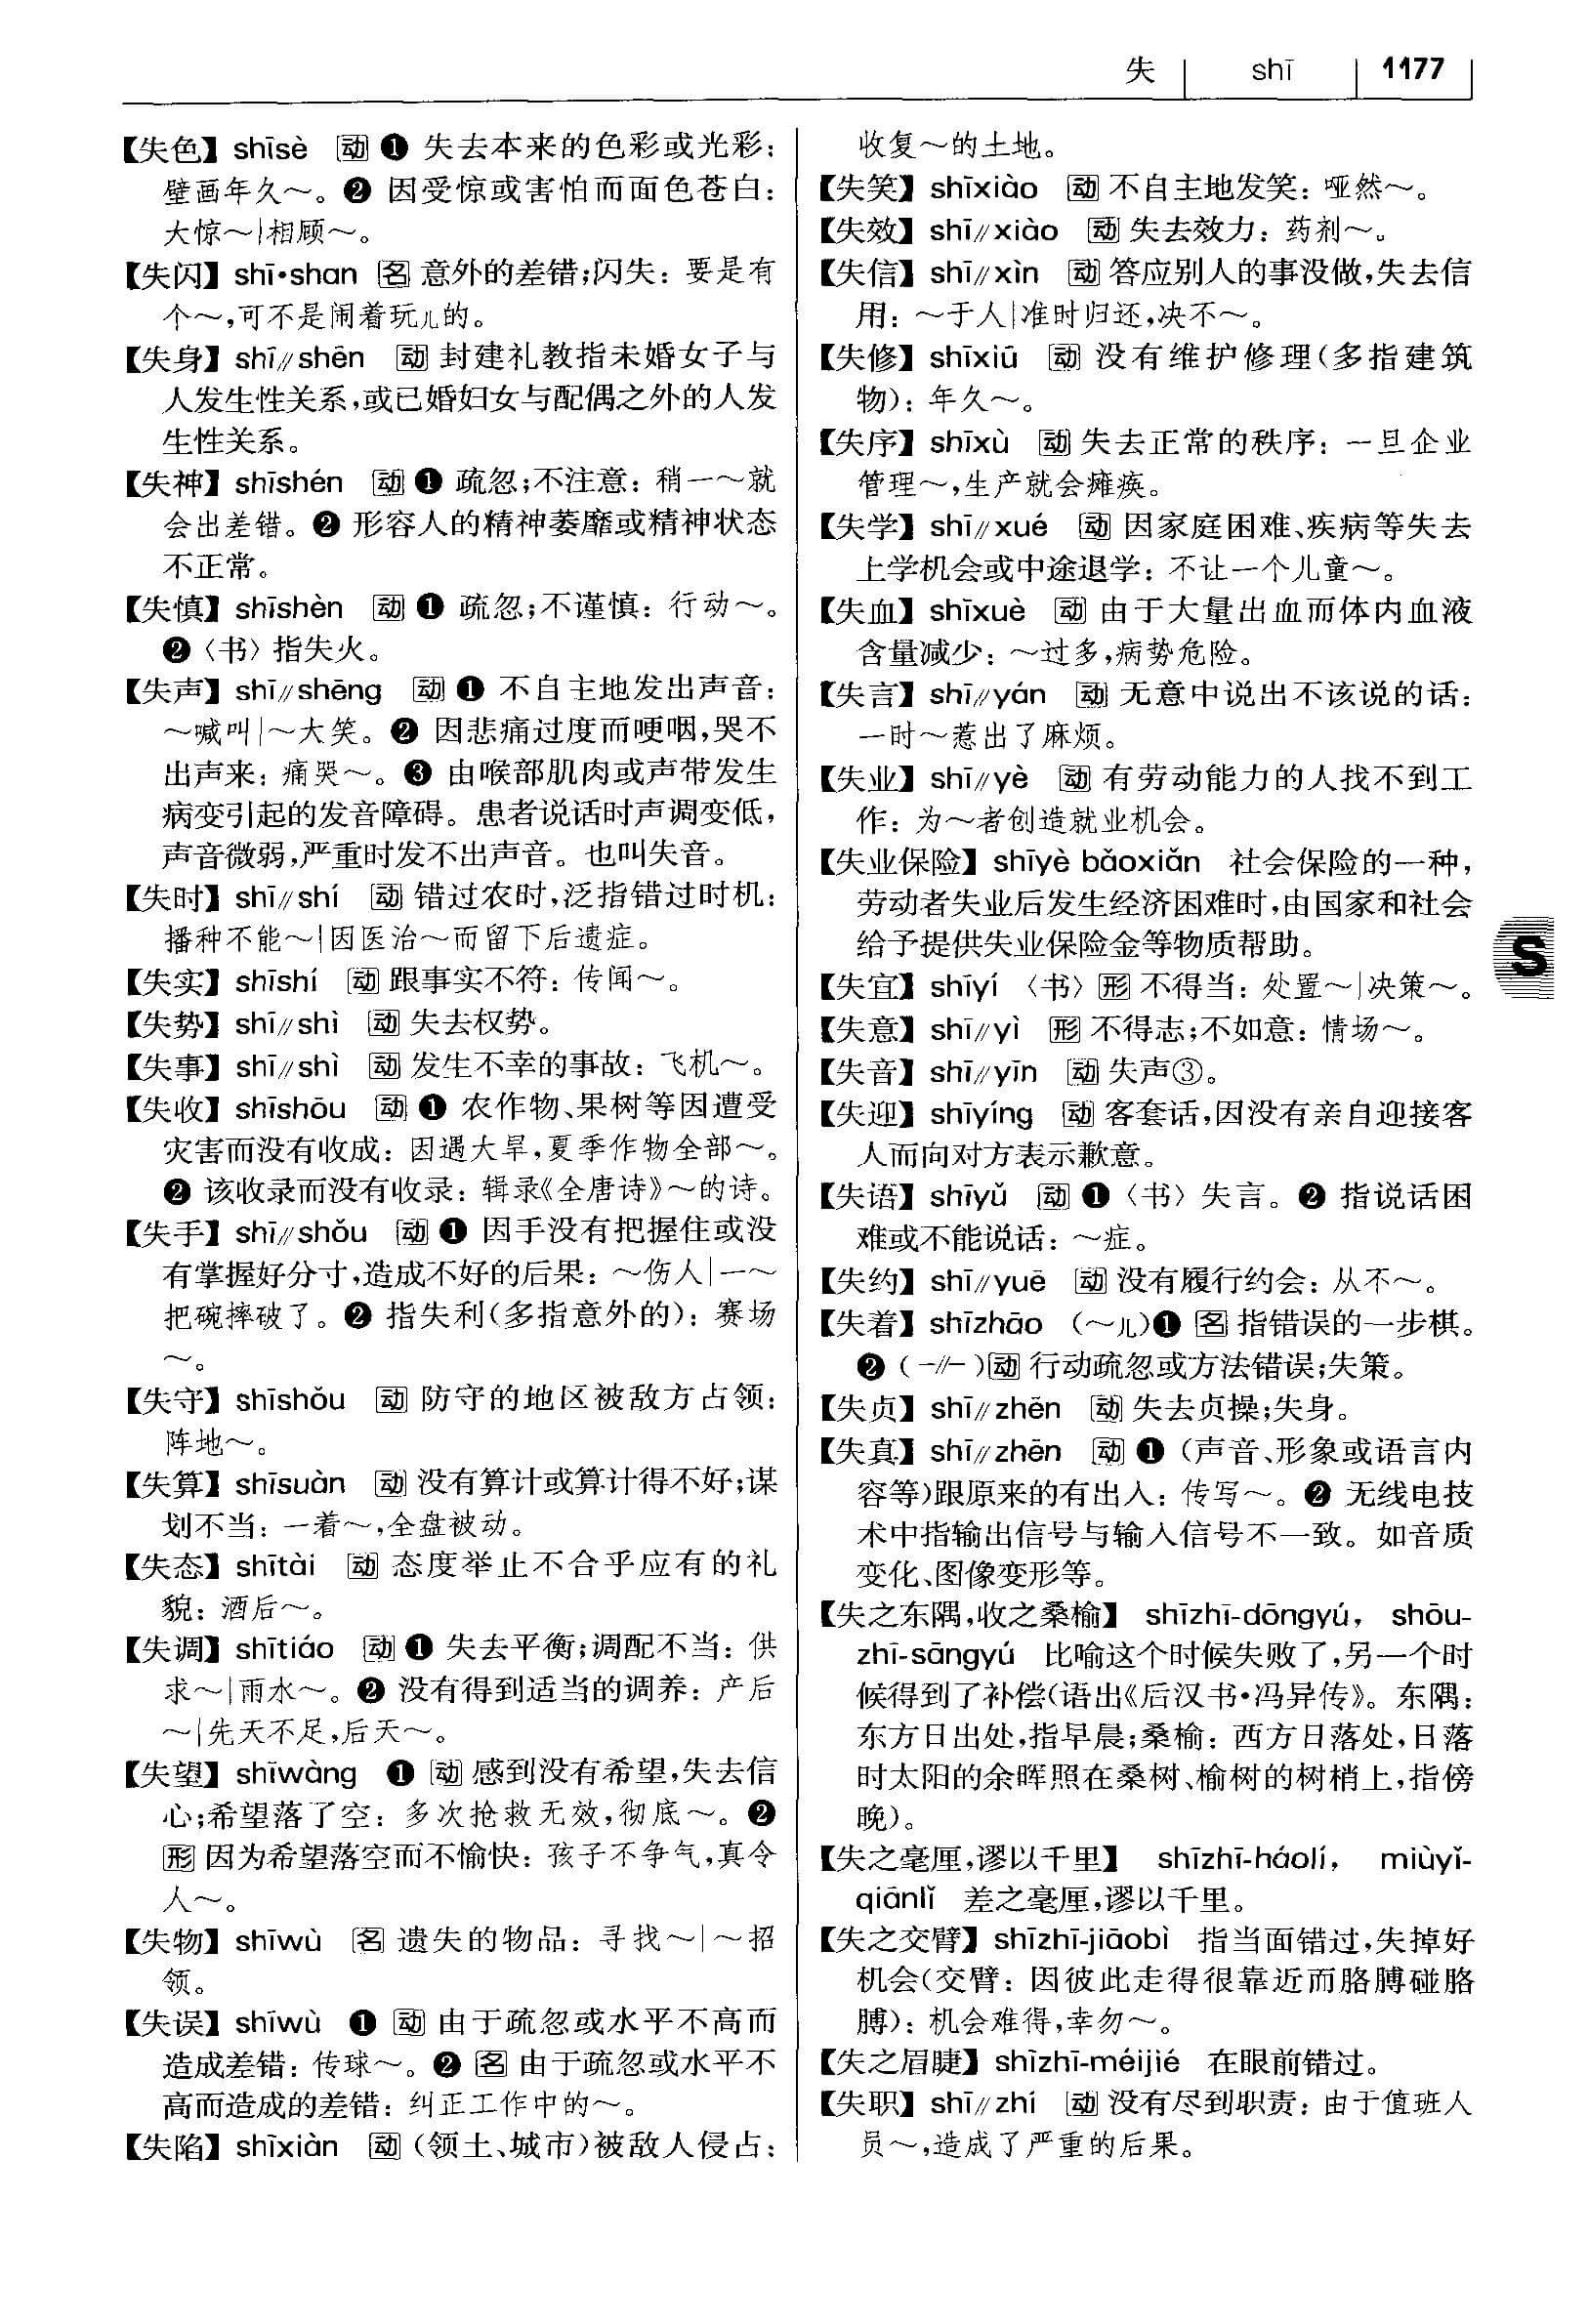 失 shī 1177
【失色】 shīsè 动 ❶ 失去本来的色彩或光彩：
壁画年久～。❷ 因受惊或害怕而面色苍白：
大惊～|相顾～。
【失闪】 shī•shan 名 意外的差错；闪失：要是有
个～，可不是闹着玩儿的。
【失身】 shī//shēn 动 封建礼教指未婚女子与
人发生性关系，或已婚妇女与配偶之外的人发
生性关系。
【失神】 shīshén 动 ❶ 疏忽；不注意：稍一～就
会出差错。❷ 形容人的精神萎靡或精神状态
不正常。
【失慎】 shīshèn 动 ❶ 疏忽；不谨慎：行动～。
❷〈书〉指失火。
【失声】 shī//shēng 动 ❶ 不自主地发出声音：
～喊叫|～大笑。❷ 因悲痛过度而哽咽，哭不
出声来：痛哭～。❸ 由喉部肌肉或声带发生
病变引起的发音障碍。患者说话时声调变低，
声音微弱，严重时发不出声音。也叫失音。
【失时】 shī//shí 动 错过农时，泛指错过时机：
播种不能～|因医治～而留下后遗症。
【失实】 shīshí 动 跟事实不符：传闻～。
【失势】 shī//shì 动 失去权势。
【失事】 shī//shì 动 发生不幸的事故：飞机～。
【失收】 shīshōu 动 ❶ 农作物、果树等因遭受
灾害而没有收成：因遇大旱，夏季作物全部～。
❷ 该收录而没有收录：辑录《全唐诗》～的诗。
【失手】 shī//shǒu 动 ❶ 因手没有把握住或没
有掌握好分寸，造成不好的后果：～伤人|一～
把碗摔破了。❷ 指失利（多指意外的）：赛场
～。
【失守】 shīshǒu 动 防守的地区被敌方占领：
阵地～。
【失算】 shīsuàn 动 没有算计或算计得不好；谋
划不当：一着～，全盘被动。
【失态】 shītài 动 态度举止不合乎应有的礼
貌：酒后～。
【失调】 shītiáo 动 ❶ 失去平衡；调配不当：供
求～|雨水～。❷ 没有得到适当的调养：产后
～|先天不足，后天～。
【失望】 shīwàng ❶ 动 感到没有希望，失去信
心；希望落了空：多次抢救无效，彻底～。❷
形 因为希望落空而不愉快：孩子不争气，真令
人～。
【失物】 shīwù 名 遗失的物品：寻找～|～招
领。
【失误】 shīwù ❶ 动 由于疏忽或水平不高而
造成差错：传球～。❷ 名 由于疏忽或水平不
高而造成的差错：纠正工作中的～。
【失陷】 shīxiàn 动（领土、城市）被敌人侵占：
收复～的土地。
【失笑】 shīxiào 动 不自主地发笑：哑然～。
【失效】 shī//xiào 动 失去效力：药剂～。
【失信】 shī//xìn 动 答应别人的事没做，失去信
用：～于人|准时归还，决不～。
【失修】 shīxiū 动 没有维护修理（多指建筑
物）：年久～。
【失序】 shīxù 动 失去正常的秩序：一旦企业
管理～，生产就会瘫痪。
【失学】 shī//xué 动 因家庭困难、疾病等失去
上学机会或中途退学：不让一个儿童～。
【失血】 shīxuè 动 由于大量出血而体内血液
含量减少：～过多，病势危险。
【失言】 shī//yán 动 无意中说出不该说的话：
一时～惹出了麻烦。
【失业】 shī//yè 动 有劳动能力的人找不到工
作：为～者创造就业机会。
【失业保险】 shīyè bǎoxiǎn 社会保险的一种，
劳动者失业后发生经济困难时，由国家和社会
给予提供失业保险金等物质帮助。
【失宜】 shīyí 〈书〉形 不得当：处置～|决策～。
【失意】 shī//yì 形 不得志；不如意：情场～。
【失音】 shī//yīn 动 失声③。
【失迎】 shīyíng 动 客套话，因没有亲自迎接客
人而向对方表示歉意。
【失语】 shīyǔ 动 ❶〈书〉失言。❷ 指说话困
难或不能说话：～症。
【失约】 shī//yuē 动 没有履行约会：从不～。
【失着】 shīzhāo （～儿）❶ 名 指错误的一步棋。
❷（-//-）动 行动疏忽或方法错误；失策。
【失贞】 shī//zhēn 动 失去贞操；失身。
【失真】 shī//zhēn 动 ❶（声音、形象或语言内
容等）跟原来的有出入：传写～。❷ 无线电技
术中指输出信号与输入信号不一致。如音质
变化、图像变形等。
【失之东隅，收之桑榆】 shīzhī-dōngyú， shōu-
zhī-sāngyú 比喻这个时候失败了，另一个时
候得到了补偿（语出《后汉书•冯异传》。东隅：
东方日出处，指早晨；桑榆：西方日落处，日落
时太阳的余晖照在桑树、榆树的树梢上，指傍
晚）。
【失之毫厘，谬以千里】 shīzhī-háolí， miùyǐ-
qiānlǐ 差之毫厘，谬以千里。
【失之交臂】 shīzhī-jiāobì 指当面错过，失掉好
机会（交臂：因彼此走得很靠近而胳膊碰胳
膊）：机会难得，幸勿～。
【失之眉睫】 shīzhī-méijié 在眼前错过。
【失职】 shī//zhí 动 没有尽到职责：由于值班人
员～，造成了严重的后果。
S